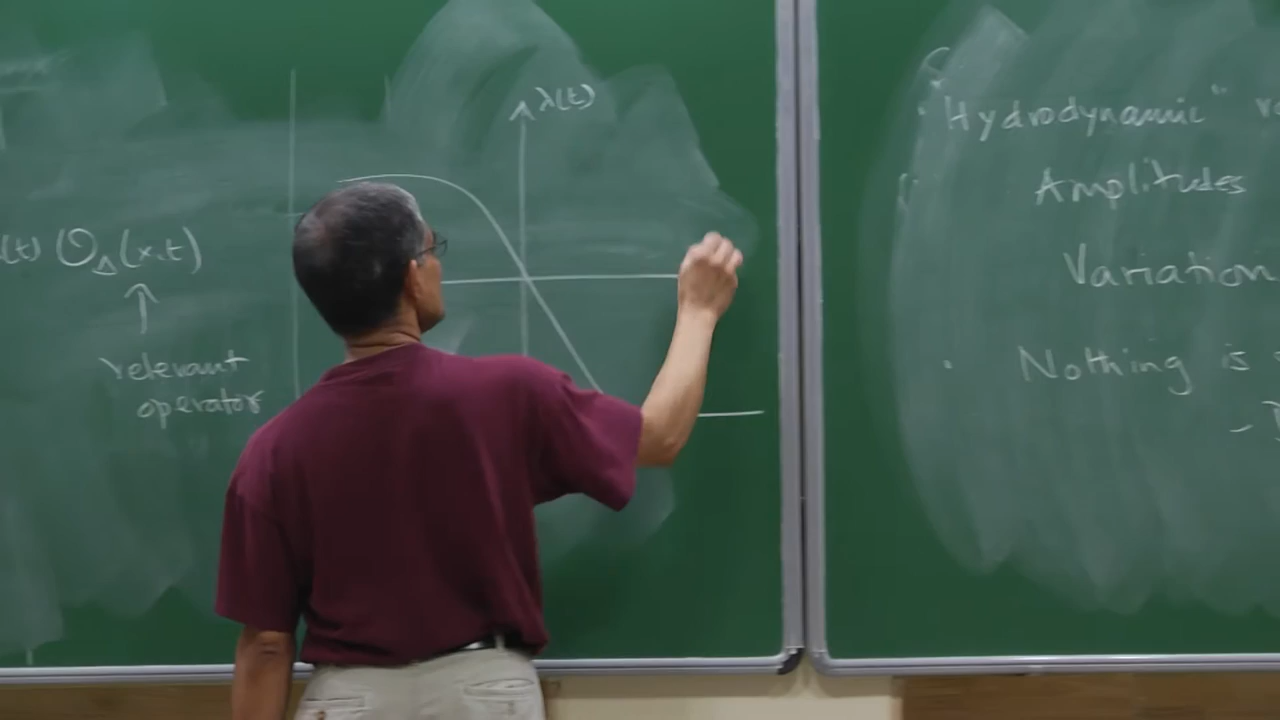 λ(t)
(t) O_Δ(x,t)
↑
relevant
operator
"Hydrodynamic"
Amplitudes
Variation
· Nothing is